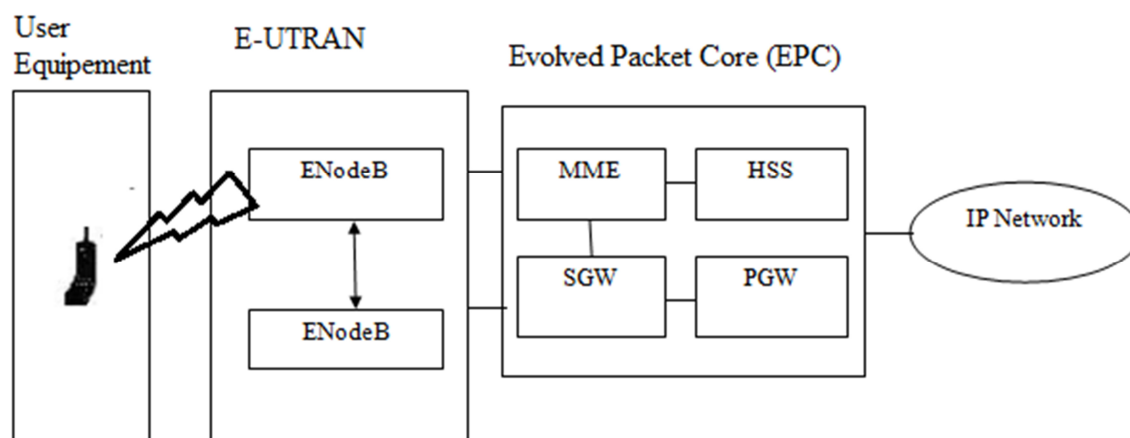 User
Equipement
E-UTRAN
Evolved Packet Core (EPC)
ENodeB
MME
HSS
IP Network
SGW
PGW
ENodeB